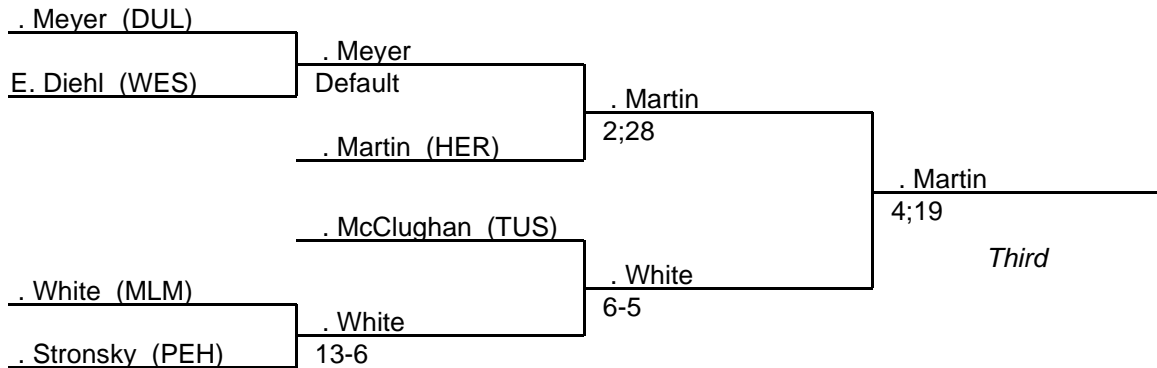 . Meyer (DUL)
. Meyer
E. Diehl (WES)
Default
. Martin
2;28
. Martin (HER)
. Martin
4;19
. McClughan (TUS)
Third
. White
. White (MLM)
6-5
. White
. Stronsky (PEH)
13-6